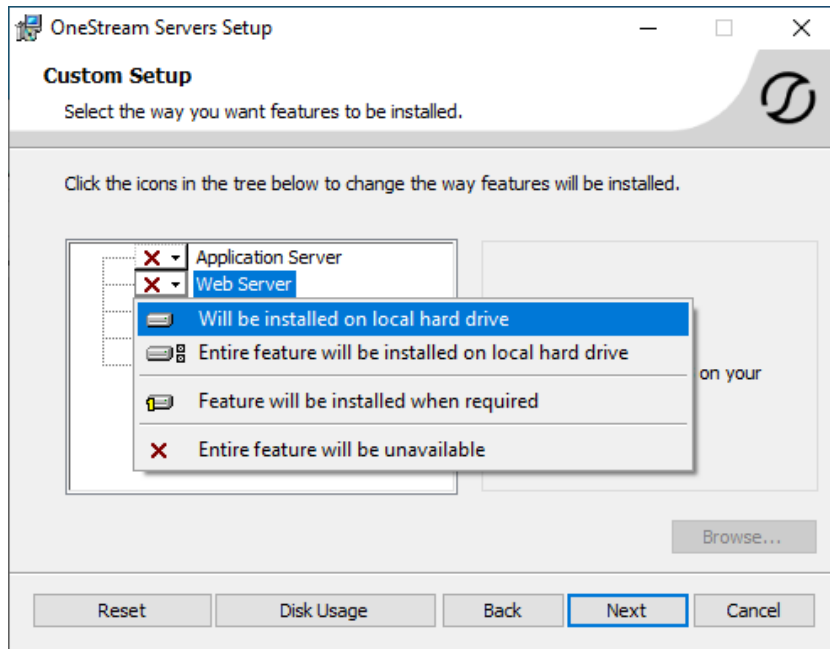 OneStream Servers Setup
Custom Setup
Select the way you want features to be installed.
Click the icons in the tree below to change the way features will be installed.
Application Server
Web Server
Will be installed on local hard drive
Entire feature will be installed on local hard drive
on your
Feature will be installed when required
Entire feature will be unavailable
Browse...
Reset
Disk Usage
Back
Next
Cancel